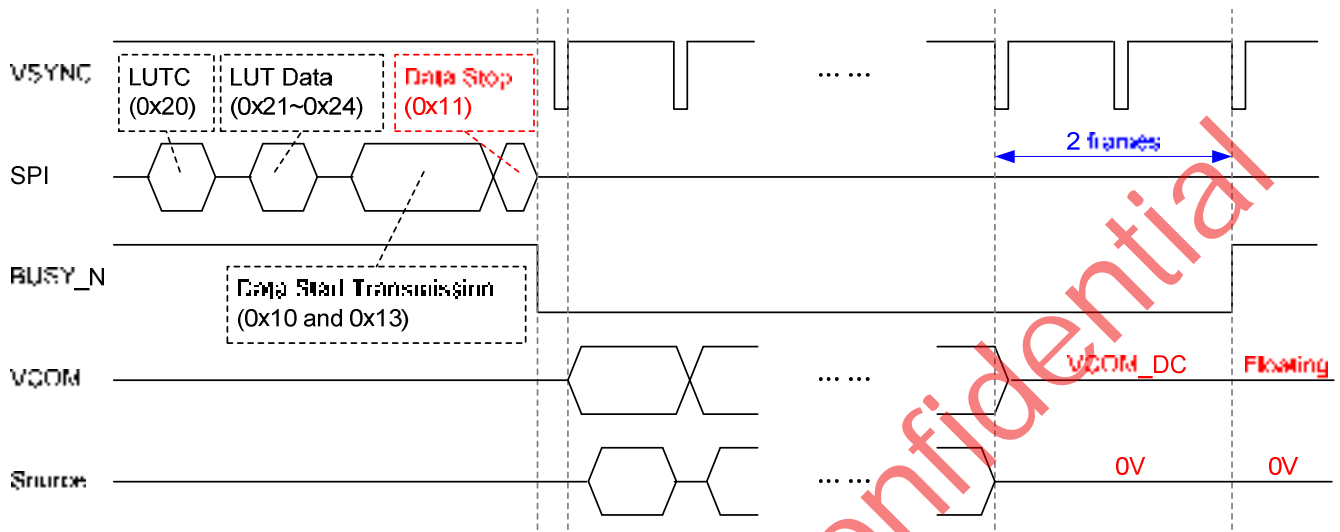 VSYNC
LUTC
(0x20)
LUT Data
(0x21~0x24)
Data Stop
(0x11)
... ...
2 frames
SPI
BUSY_N
Data Start Transmission
(0x10 and 0x13)
VCOM
... ...
VCOM_DC
Floating
Source
... ...
0V
0V
onfidential